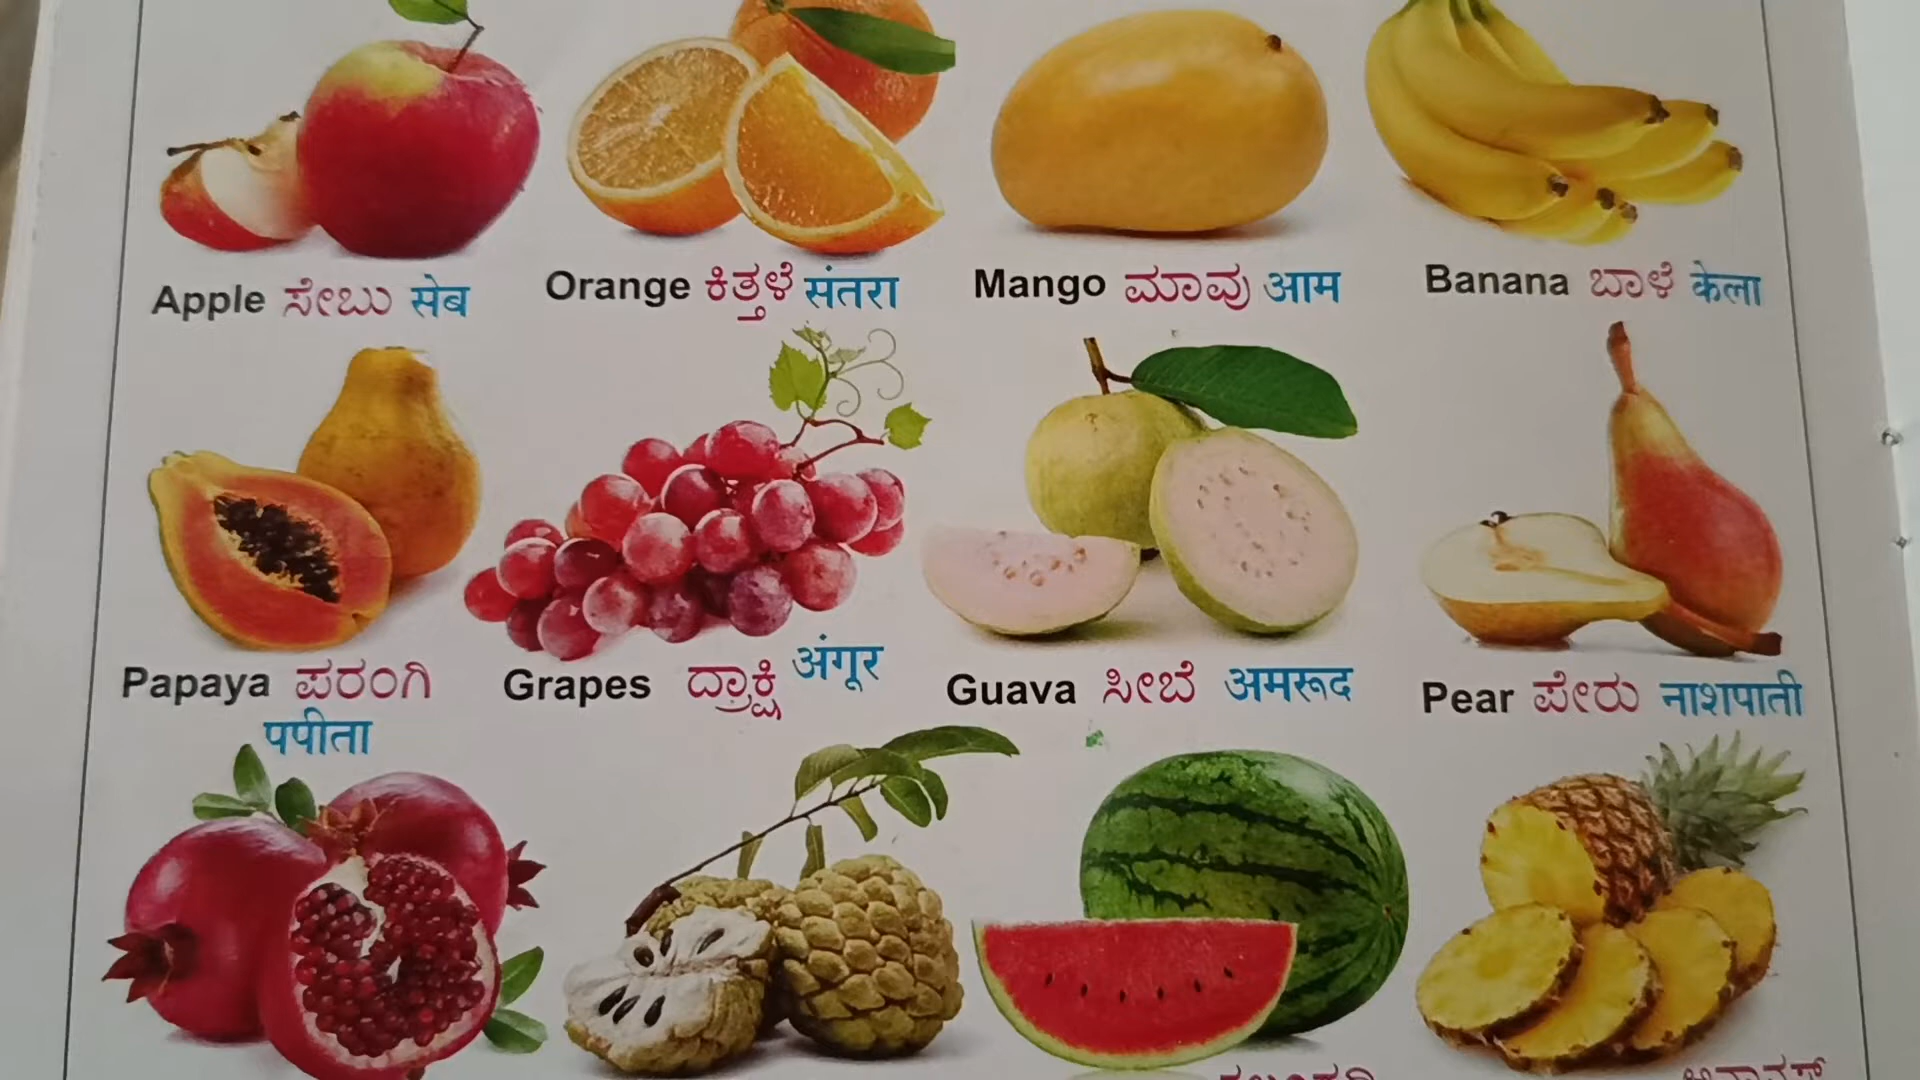 Apple ಸೇಬು सेब
Orange ಕಿತ್ತಳೆ संतरा
Mango ಮಾವು आम
Banana ಬಾಳೆ केला
Papaya ಪರಂಗಿ
पपीता
Grapes ದ್ರಾಕ್ಷಿ अंगूर
Guava ಸೀಬೆ अमरूद
Pear ಪೇರು नाशपाती